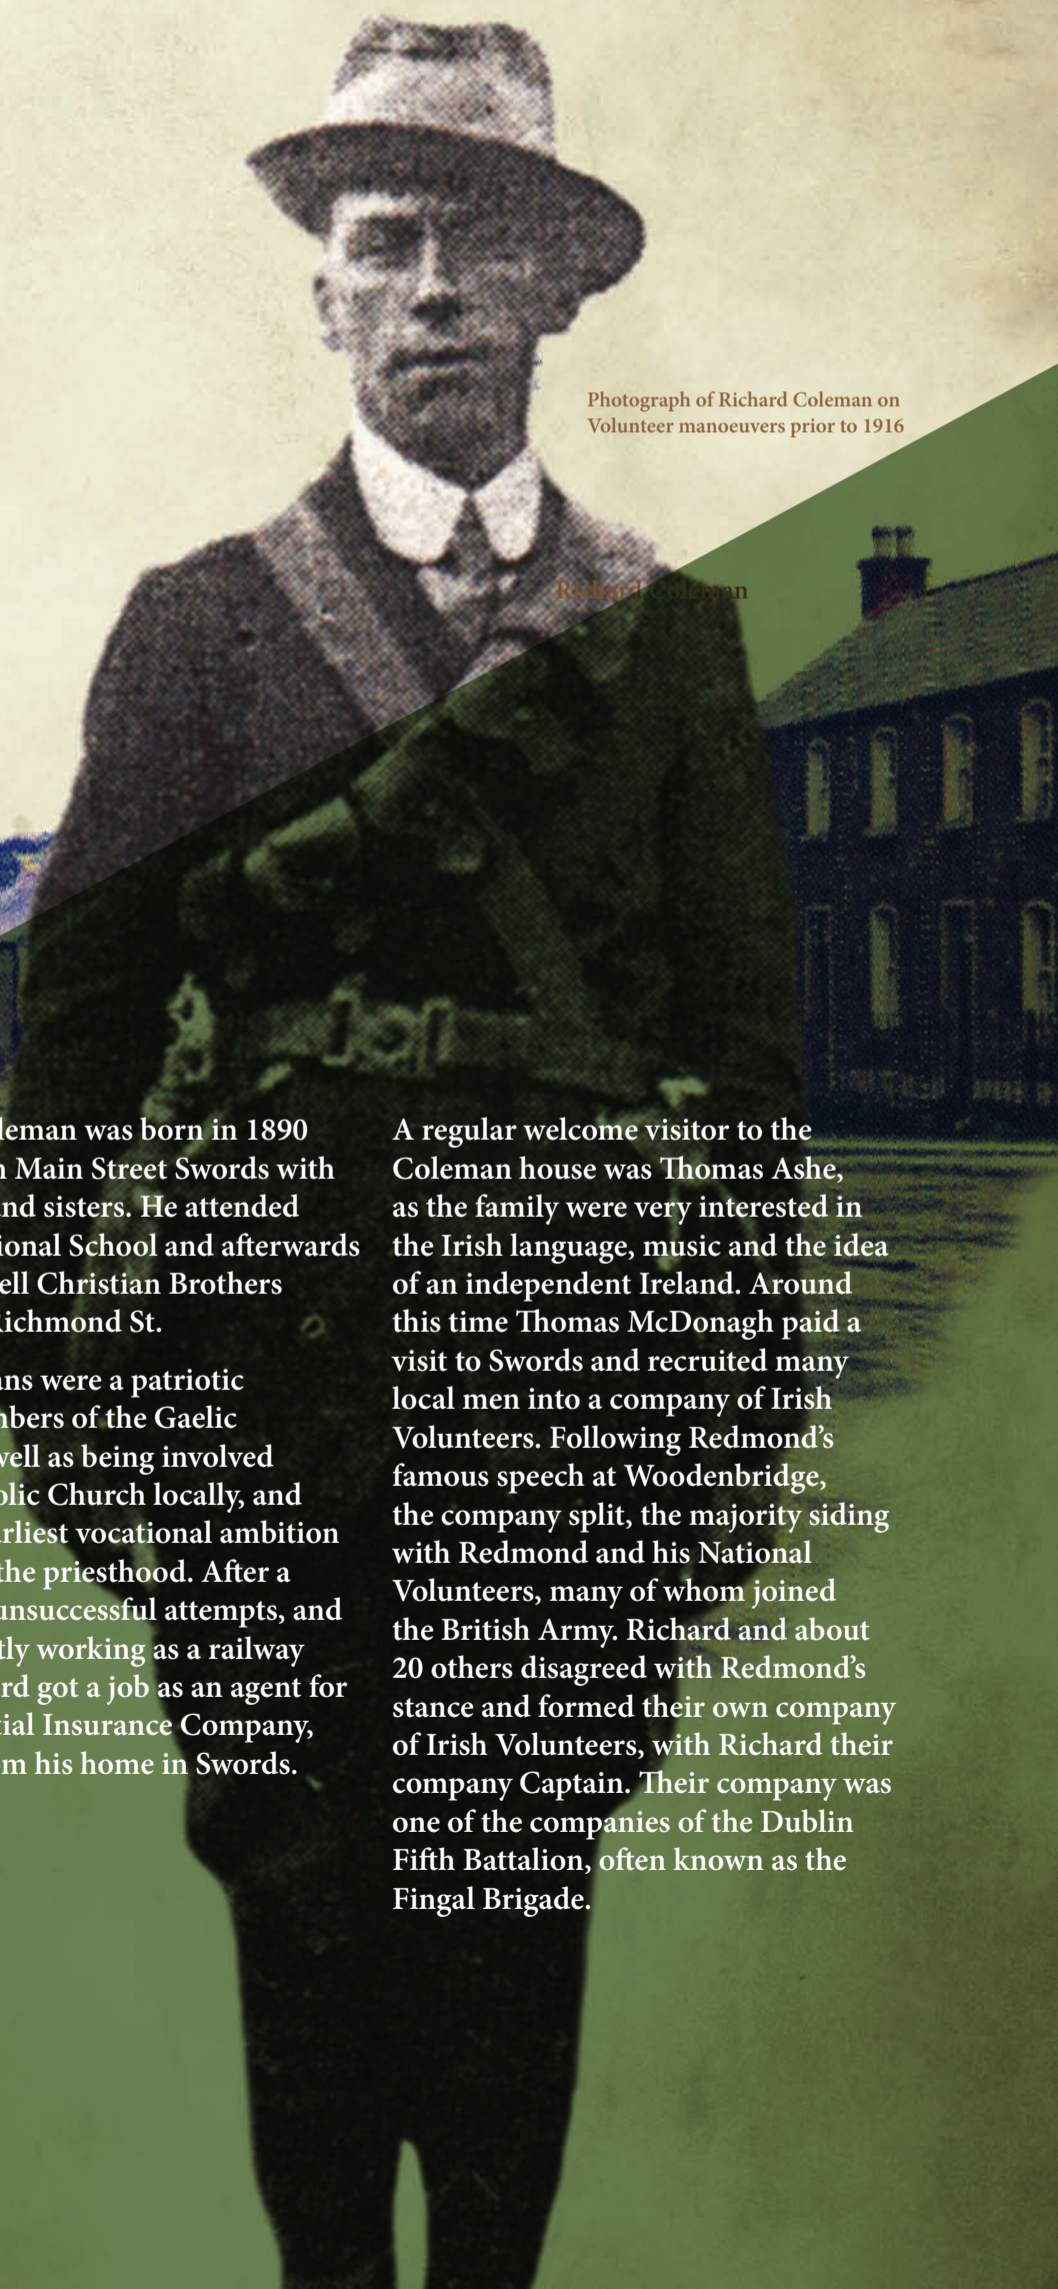 Photograph of Richard Coleman on
Volunteer manoeuvers prior to 1916
Richard Coleman
leman was born in 1890
Main Street Swords with
nd sisters. He attended
ional School and afterwards
ell Christian Brothers
Richmond St.
ans were a patriotic
nbers of the Gaelic
well as being involved
olic Church locally, and
rliest vocational ambition
the priesthood. After a
unsuccessful attempts, and
tly working as a railway
rd got a job as an agent for
tial Insurance Company,
m his home in Swords.
A regular welcome visitor to the
Coleman house was Thomas Ashe,
as the family were very interested in
the Irish language, music and the idea
of an independent Ireland. Around
this time Thomas McDonagh paid a
visit to Swords and recruited many
local men into a company of Irish
Volunteers. Following Redmond’s
famous speech at Woodenbridge,
the company split, the majority siding
with Redmond and his National
Volunteers, many of whom joined
the British Army. Richard and about
20 others disagreed with Redmond’s
stance and formed their own company
of Irish Volunteers, with Richard their
company Captain. Their company was
one of the companies of the Dublin
Fifth Battalion, often known as the
Fingal Brigade.